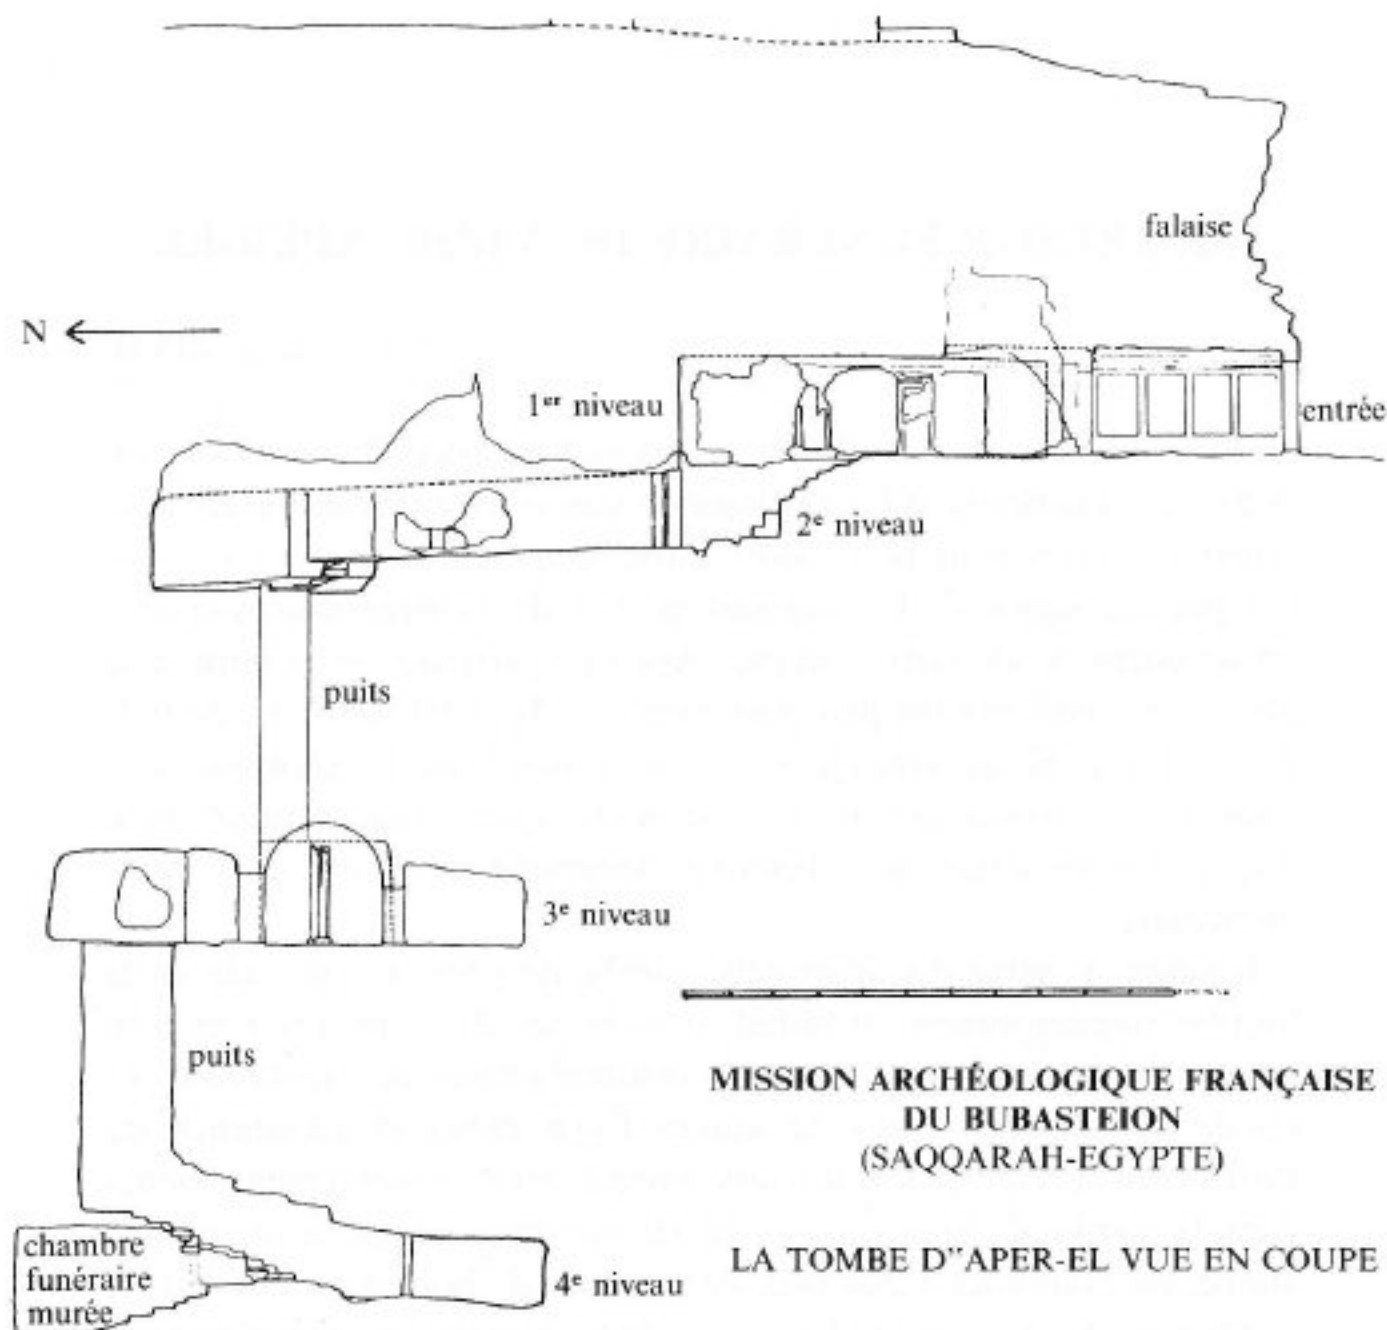 falaise
N
1er niveau
entrée
2e niveau
puits
3e niveau
puits
MISSION ARCHÉOLOGIQUE FRANÇAISE
DU BUBASTEION
(SAQQARAH-EGYPTE)
chambre
funéraire
murée
4e niveau
LA TOMBE D''APER-EL VUE EN COUPE